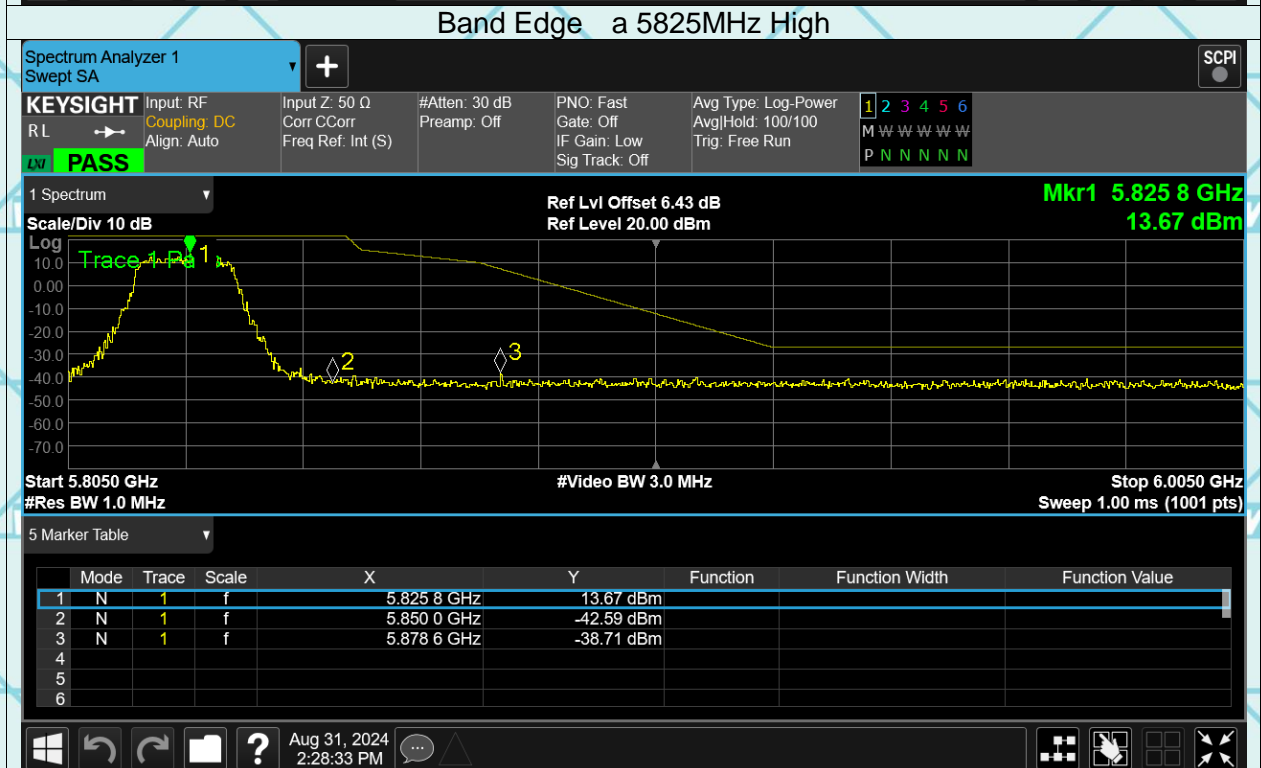 Band Edge a 5825MHz High
Spectrum Analyzer 1
Swept SA
+
SCPI
KEYSIGHT Input: RF Input Z: 50 Ω #Atten: 30 dB PNO: Fast Avg Type: Log-Power 1 2 3 4 5 6
R L Coupling: DC Corr CCorr Preamp: Off Gate: Off Avg|Hold: 100/100 M W W W W W
Align: Auto Freq Ref: Int (S) IF Gain: Low Trig: Free Run
LXI PASS Sig Track: Off P N N N N N
1 Spectrum
Ref Lvl Offset 6.43 dB Mkr1 5.825 8 GHz
Scale/Div 10 dB Ref Level 20.00 dBm 13.67 dBm
Log
Trace 1 Pa 1
10.0
0.00
-10.0
-20.0
-30.0
2 3
-40.0
-50.0
-60.0
-70.0
Start 5.8050 GHz #Video BW 3.0 MHz Stop 6.0050 GHz
#Res BW 1.0 MHz Sweep 1.00 ms (1001 pts)
5 Marker Table
Mode Trace Scale X Y Function Function Width Function Value
1 N 1 f 5.825 8 GHz 13.67 dBm
2 N 1 f 5.850 0 GHz -42.59 dBm
3 N 1 f 5.878 6 GHz -38.71 dBm
4
5
6
? Aug 31, 2024
2:28:33 PM